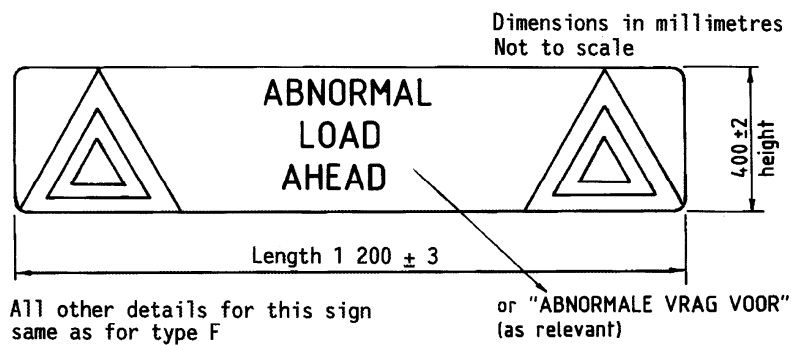 Dimensions in millimetres
Not to scale
ABNORMAL
LOAD
AHEAD
400 ±2
height
Length 1 200 ± 3
All other details for this sign
same as for type F
or "ABNORMALE VRAG VOOR"
(as relevant)